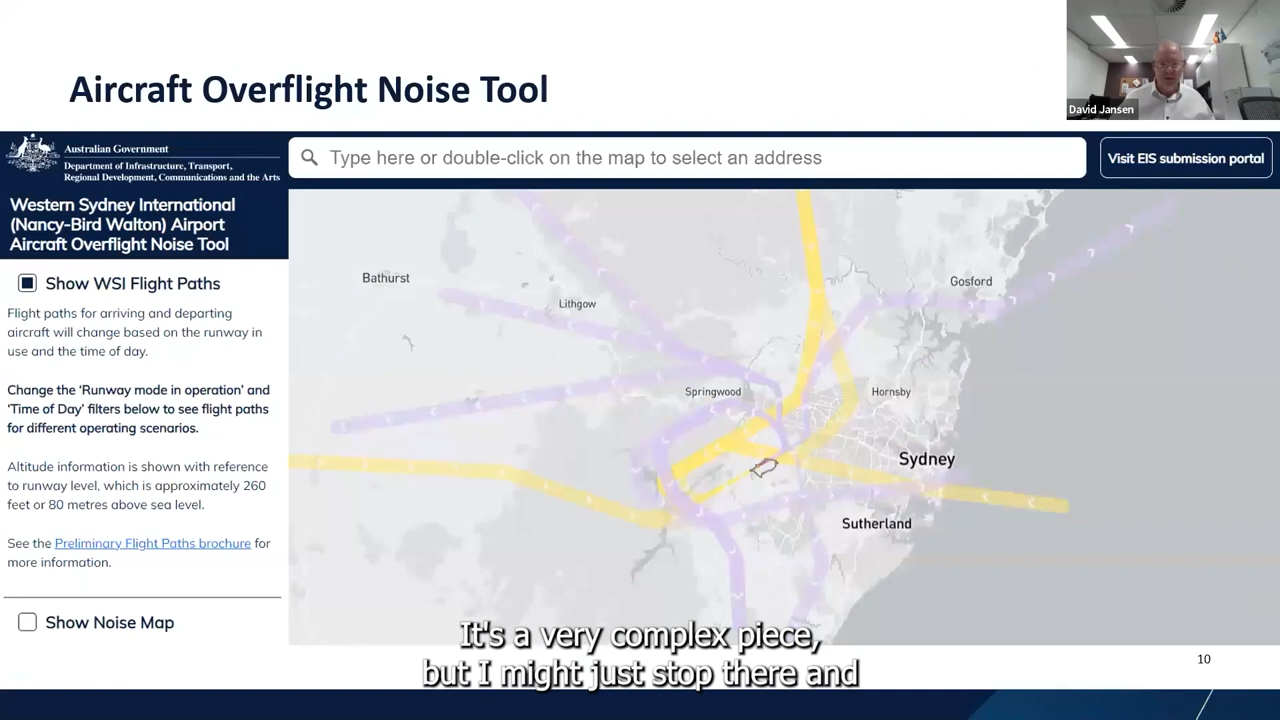 Aircraft Overflight Noise Tool
David Jansen
Australian Government
Department of Infrastructure, Transport,
Regional Development, Communications and the Arts
Type here or double-click on the map to select an address
Visit EIS submission portal
Western Sydney International
(Nancy-Bird Walton) Airport
Aircraft Overflight Noise Tool
Show WSI Flight Paths
Flight paths for arriving and departing
aircraft will change based on the runway in
use and the time of day.
Change the ‘Runway mode in operation’ and
‘Time of Day’ filters below to see flight paths
for different operating scenarios.
Altitude information is shown with reference
to runway level, which is approximately 260
feet or 80 metres above sea level.
See the Preliminary Flight Paths brochure for
more information.
Show Noise Map
Bathurst
Lithgow
Gosford
Springwood
Hornsby
Sydney
Sutherland
It's a very complex piece,
but I might just stop there and
10